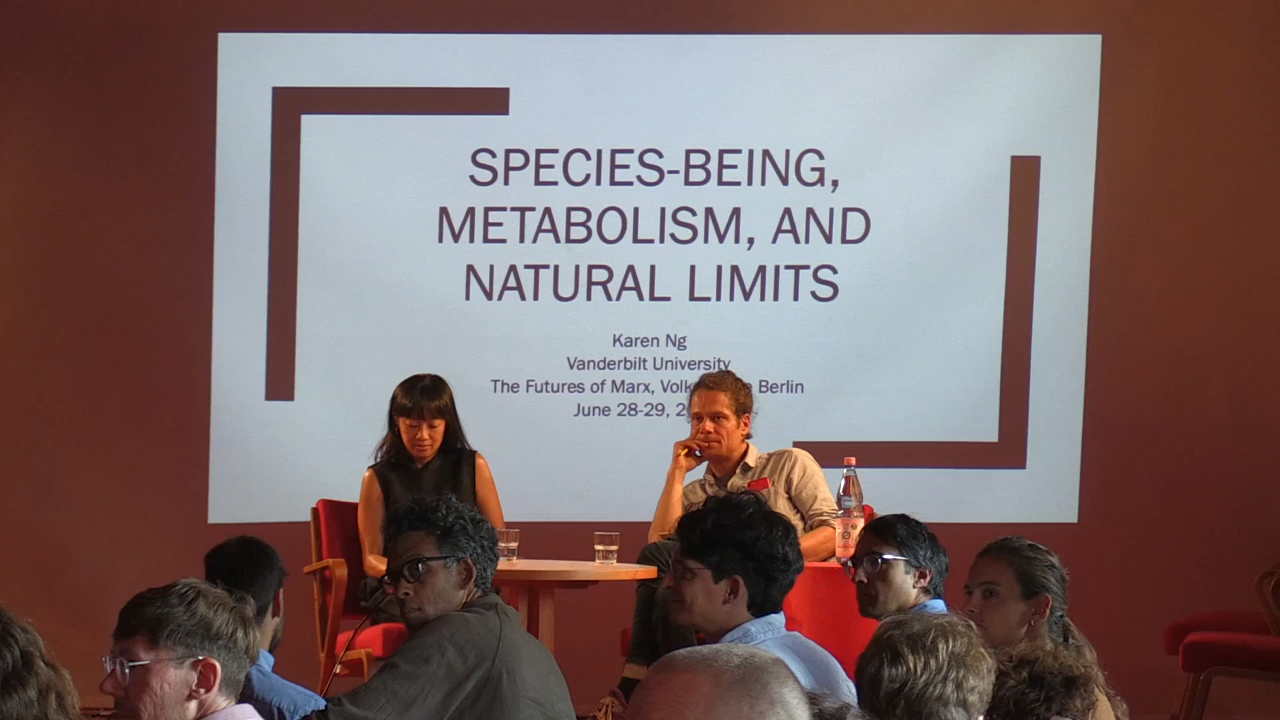 SPECIES-BEING,
METABOLISM, AND
NATURAL LIMITS
Karen Ng
Vanderbilt University
The Futures of Marx, Berlin
June 28-29,